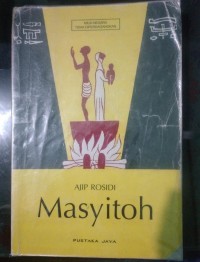 AJIP ROSIDI
Masyitoh
PUSTAKA JAYA